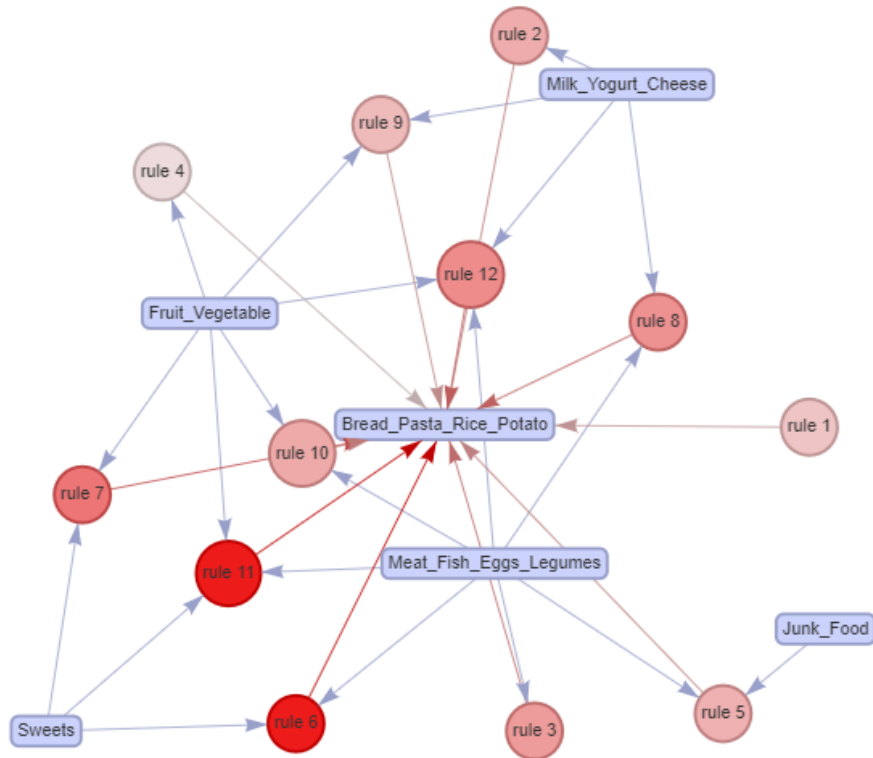 rule 2
Milk_Yogurt_Cheese
rule 9
rule 4
rule 12
Fruit_Vegetable
rule 8
Bread_Pasta_Rice_Potato
rule 1
rule 10
rule 7
Meat_Fish_Eggs_Legumes
rule 11
Junk_Food
rule 5
rule 6
Sweets
rule 3